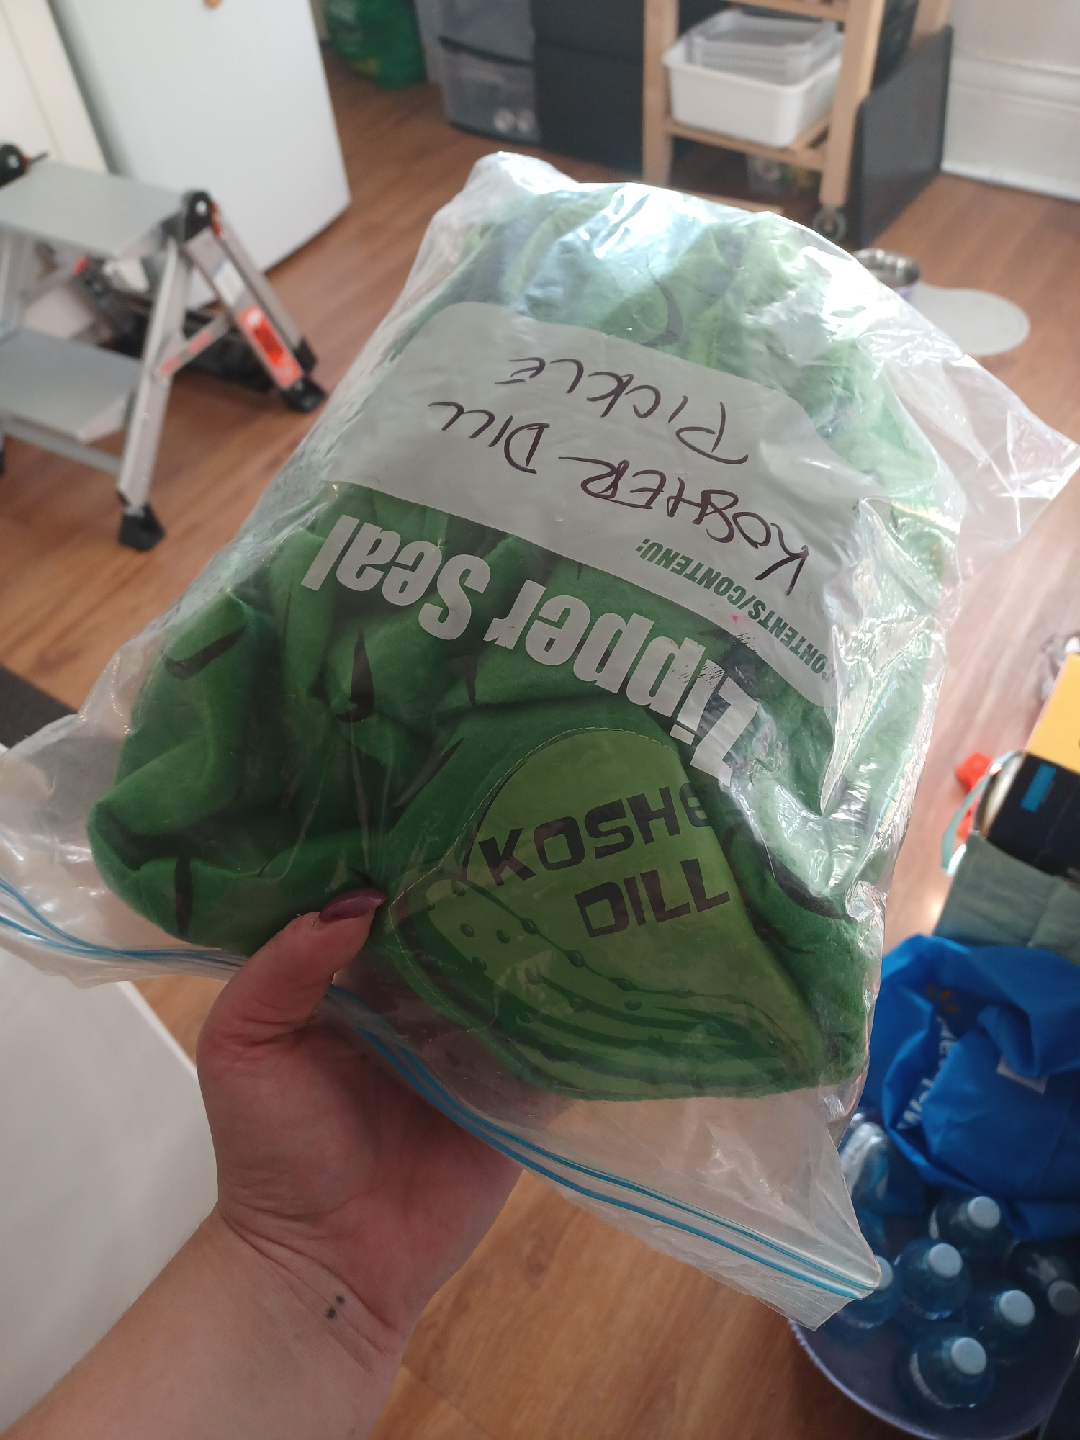 KOSHER DILL
PICKLE
CONTENTS/CONTENU:
Zipper Seal
KOSHE
DILL